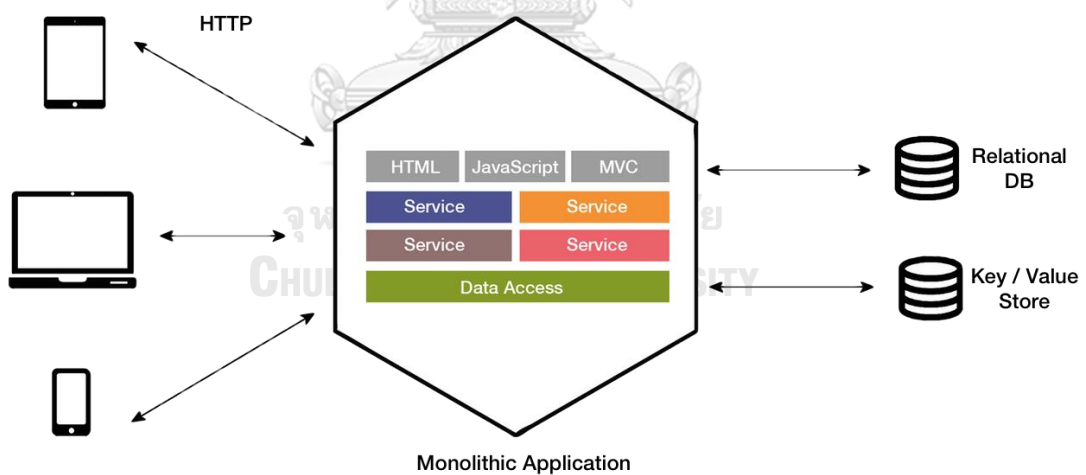 HTTP
HTML
JavaScript
MVC
Service
Service
Service
Service
Data Access
Relational
DB
Key / Value
Store
Monolithic Application